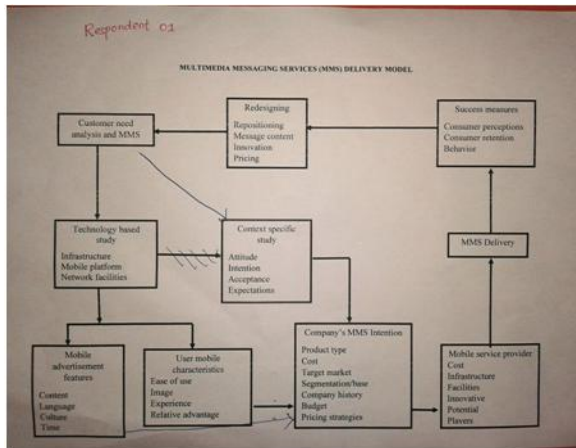 Respondent 01
MULTIMEDIA MESSAGING SERVICES (MMS) DELIVERY MODEL
Customer need
analysis and MMS
Redesigning
Repositioning
Message content
Innovation
Pricing
Success measures
Consumer perceptions
Consumer retention
Behavior
Technology based
study
Infrastructure
Mobile platform
Network facilities
Context specific
study
Attitude
Intention
Acceptance
Expectations
MMS Delivery
Mobile
advertisement
features
Content
Language
Culture
Time
User mobile
characteristics
Ease of use
Image
Experience
Relative advantage
Company's MMS Intention
Product type
Cost
Target market
Segmentation/base
Company history
Budget
Pricing strategies
Mobile service provider
Cost
Infrastructure
Facilities
Innovative
Potential
Players